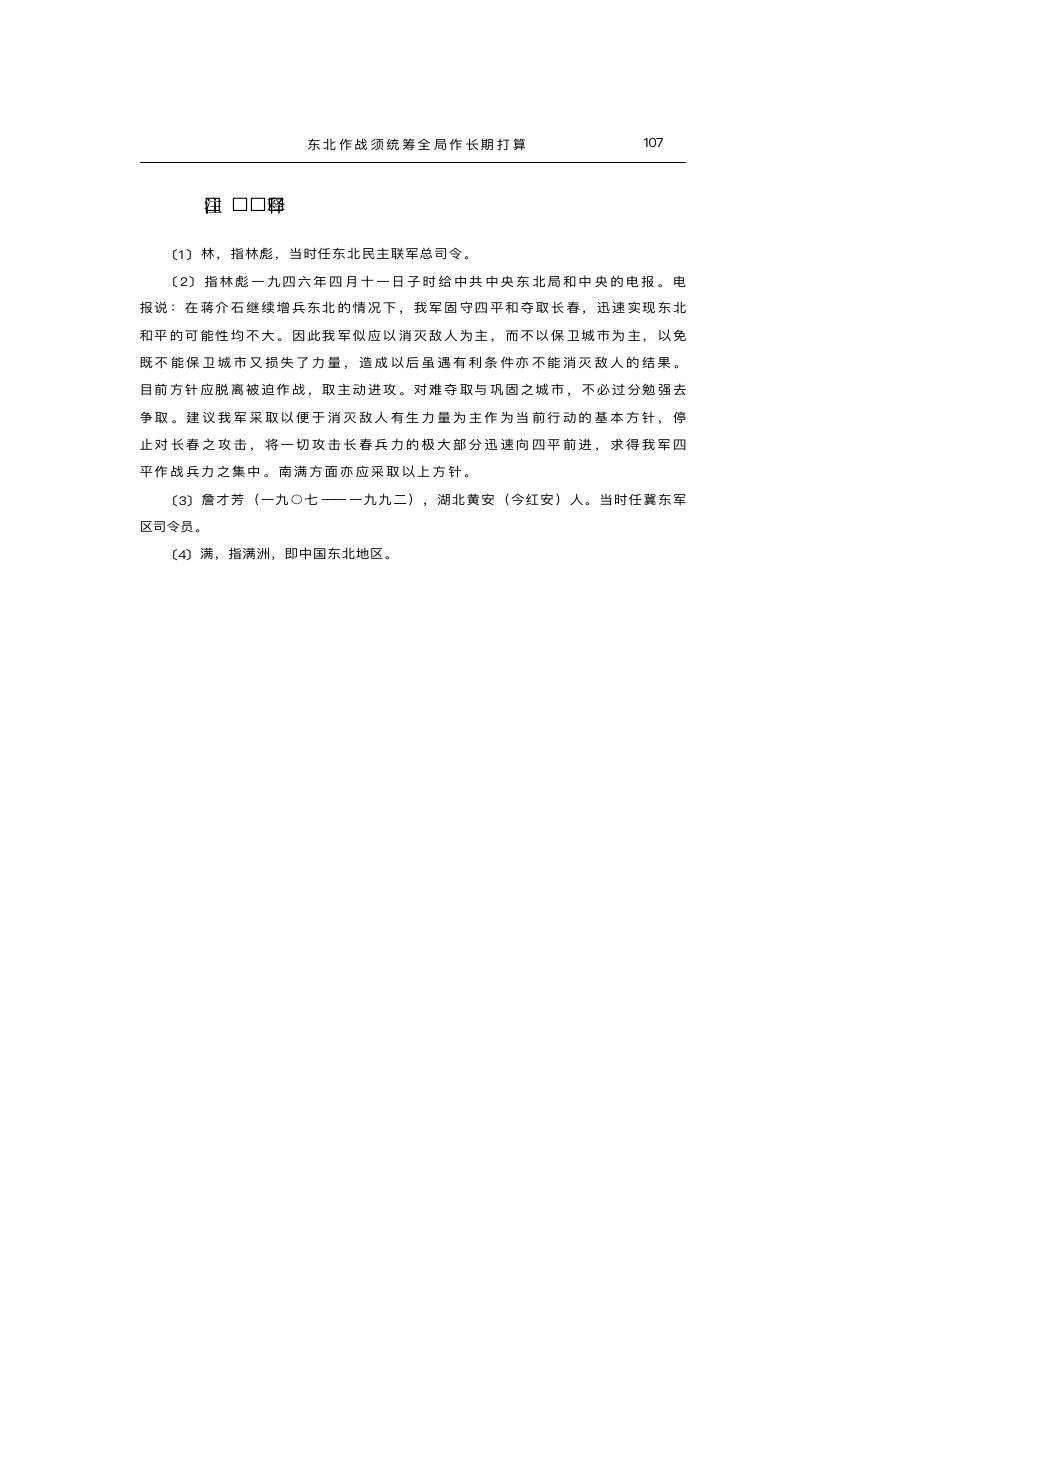 东北作战须统筹全局作长期打算 107
注 □□释
〔1〕林，指林彪，当时任东北民主联军总司令。
〔2〕指林彪一九四六年四月十一日子时给中共中央东北局和中央的电报。电
报说：在蒋介石继续增兵东北的情况下，我军固守四平和夺取长春，迅速实现东北
和平的可能性均不大。因此我军似应以消灭敌人为主，而不以保卫城市为主，以免
既不能保卫城市又损失了力量，造成以后虽遇有利条件亦不能消灭敌人的结果。
目前方针应脱离被迫作战，取主动进攻。对难夺取与巩固之城市，不必过分勉强去
争取。建议我军采取以便于消灭敌人有生力量为主作为当前行动的基本方针，停
止对长春之攻击，将一切攻击长春兵力的极大部分迅速向四平前进，求得我军四
平作战兵力之集中。南满方面亦应采取以上方针。
〔3〕詹才芳（一九〇七——一九九二），湖北黄安（今红安）人。当时任冀东军
区司令员。
〔4〕满，指满洲，即中国东北地区。